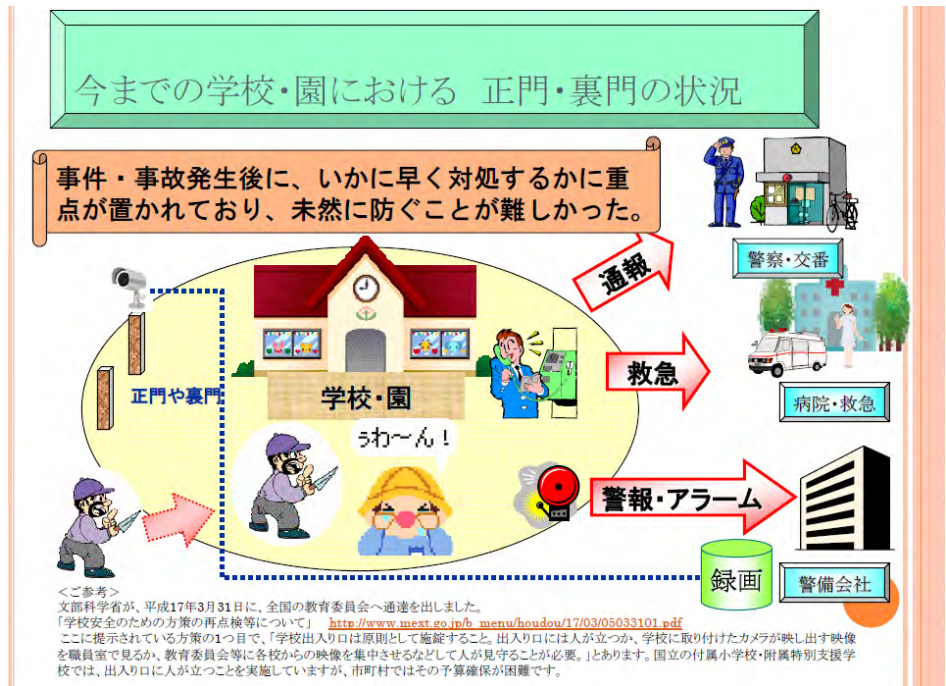 今までの学校・園における 正門・裏門の状況
事件・事故発生後に、いかに早く対処するかに重
点が置かれており、未然に防ぐことが難しかった。
通報
警察・交番
正門や裏門
学校・園
救急
病院・救急
うわ～ん！
警報・アラーム
録画
警備会社
＜ご参考＞
文部科学省が、平成17年3月31日に、全国の教育委員会へ通達を出しました。
「学校安全のための方策の再点検等について」 http://www.mext.go.jp/b_menu/houdou/17/03/05033101.pdf
ここに提示されている方策の1つ目で、「学校出入り口は原則として施錠すること。出入り口には人が立つか、学校に取り付けたカメラが映し出す映像
を職員室で見るか、教育委員会等に各校からの映像を集中させるなどして人が見守ることが必要。」とあります。国立の付属小学校・附属特別支援学
校では、出入り口に人が立つことを実施していますが、市町村ではその予算確保が困難です。